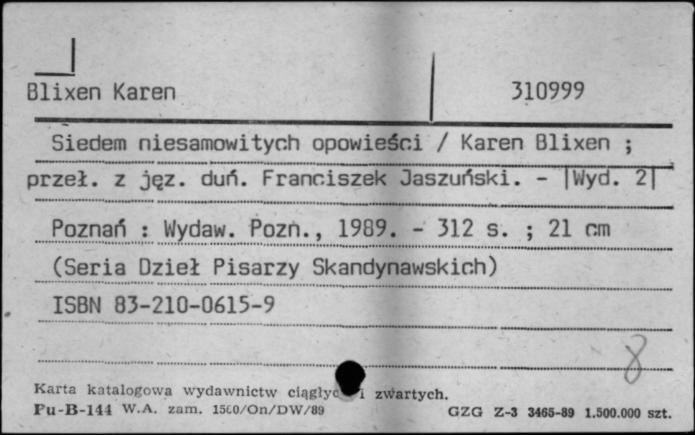 Blixen Karen 310999
Siedem niesamowitych opowieści / Karen Blixen ;
przeł. z jęz. duń. Franciszek Jaszuński. - |Wyd. 2|
Poznań : Wydaw. Pozn., 1989. - 312 s. ; 21 cm
(Seria Dzieł Pisarzy Skandynawskich)
ISBN 83-210-0615-9
8
Karta katalogowa wydawnictw i zwartych.
Pu-B-144 W.A. zam. /On/DW/89 GZG Z-3 3465-89 1.500.000 szt.